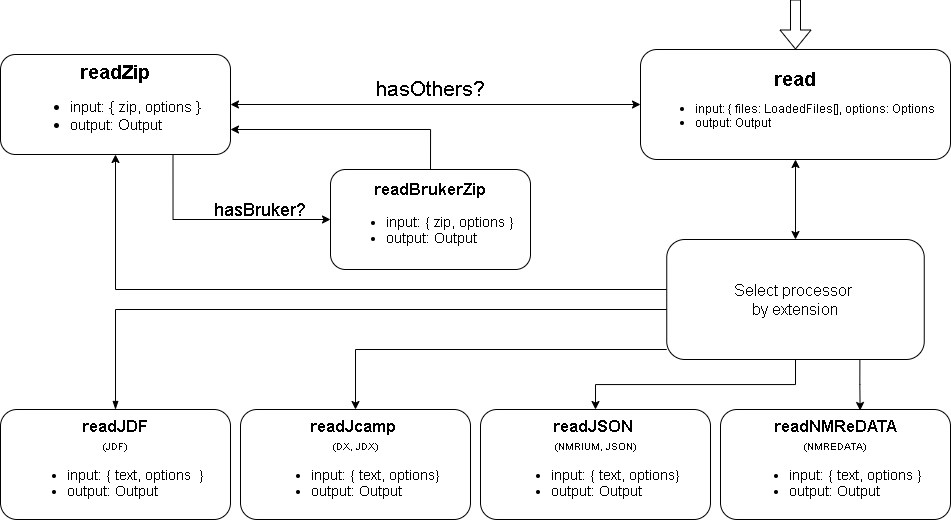 readZip
• input: { zip, options }
• output: Output
hasOthers?
read
• input: { files: LoadedFiles[], options: Options
• output: Output
hasBruker?
readBrukerZip
• input: { zip, options }
• output: Output
Select processor
by extension
readJDF
(JDF)
• input: { text, options }
• output: Output
readJcamp
(DX, JDX)
• input: { text, options}
• output: Output
readJSON
(NMRIUM, JSON)
• input: { text, options}
• output: Output
readNMReDATA
(NMREDATA)
• input: { text, options }
• output: Output